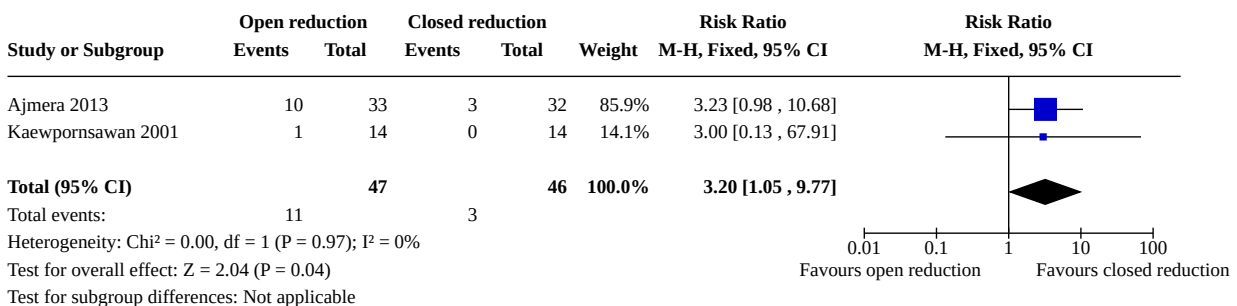 Open reduction Closed reduction Risk Ratio Risk Ratio
Study or Subgroup Events Total Events Total Weight M-H, Fixed, 95% CI M-H, Fixed, 95% CI
Ajmera 2013 10 33 3 32 85.9% 3.23 [0.98 , 10.68]
Kaewpornsawan 2001 1 14 0 14 14.1% 3.00 [0.13 , 67.91]
Total (95% CI) 47 46 100.0% 3.20 [1.05 , 9.77]
Total events: 11 3
Heterogeneity: Chi² = 0.00, df = 1 (P = 0.97); I² = 0%
0.01 0.1 1 10 100
Test for overall effect: Z = 2.04 (P = 0.04)
Favours open reduction Favours closed reduction
Test for subgroup differences: Not applicable